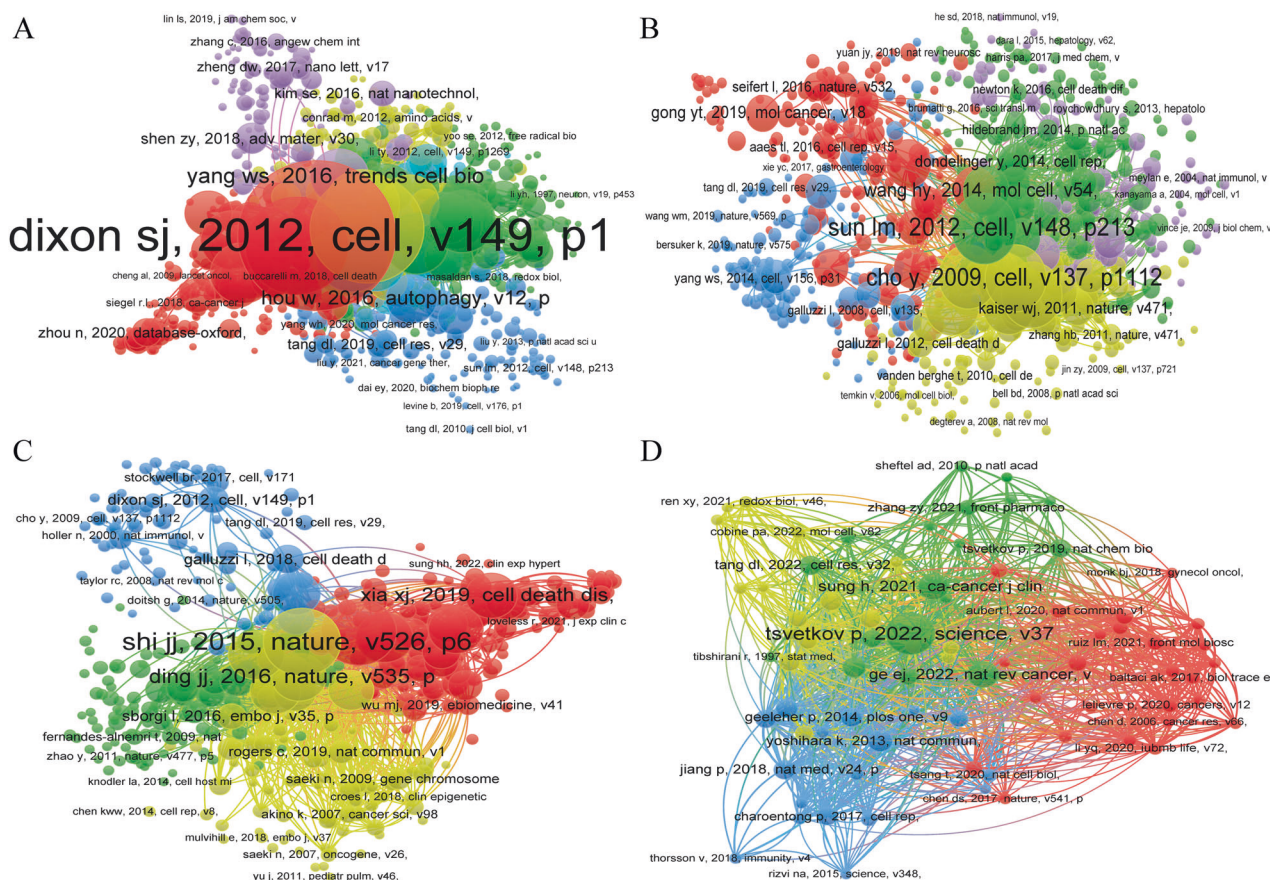 A
lin ls, 2019, j am chem soc, v
zhang c, 2016, angew chem int
zheng dw, 2017, nano lett, v17
kim se, 2016, nat nanotechnol,
conrad m, 2012, amino acids, v
shen zy, 2018, adv mater, v30,
yoo se, 2012, free radical bio
li ty, 2012, cell, v149, p1269
yang ws, 2016, trends cell bio
li yh, 1997, neuron, v19, p453
dixon sj, 2012, cell, v149, p1
cheng al, 2009, lancet oncol,
buccarelli m, 2018, cell death
masaldan s, 2018, redox biol,
siegel r.l., 2018, ca-cancer j
hou w, 2016, autophagy, v12, p
zhou n, 2020, database-oxford,
yang wh, 2020, mol cancer res,
tang dl, 2019, cell res, v29,
liu y, 2013, p natl acad sci u
liu y, 2021, cancer gene ther,
sun lm, 2012, cell, v148, p213
dai ey, 2020, biochem bioph re
levine b, 2019, cell, v176, p1
tang dl, 2010, j cell biol, v1
B
he sd, 2018, nat immunol, v19,
dara l, 2015, hepatology, v62,
yuan jy, 2019, nat rev neurosc
harris pa, 2017, j med chem, v
seifert l, 2016, nature, v532,
newton k, 2016, cell death dif
gong yt, 2019, mol cancer, v18
brumatti g, 2016, sci transl m
roychowdhury s, 2013, hepatolo
hildebrand jm, 2014, p natl ac
aaes tl, 2016, cell rep, v15,
dondelinger y, 2014, cell rep,
xie yc, 2017, gastroenterology
meylan e, 2004, nat immunol, v
tang dl, 2019, cell res, v29,
wang hy, 2014, mol cell, v54,
kanayama a, 2004, mol cell, v1
wang wm, 2019, nature, v569, p
sun lm, 2012, cell, v148, p213
vince je, 2009, j biol chem, v
bersuker k, 2019, nature, v575
yang ws, 2014, cell, v156, p31
cho y, 2009, cell, v137, p1112
galluzzi l, 2008, cell, v135,
kaiser wj, 2011, nature, v471,
zhang hb, 2011, nature, v471,
galluzzi l, 2012, cell death d
jin zy, 2009, cell, v137, p721
vanden berghe t, 2010, cell de
temkin v, 2006, mol cell biol,
bell bd, 2008, p natl acad sci
degterev a, 2008, nat rev mol
C
stockwell br, 2017, cell, v171
dixon sj, 2012, cell, v149, p1
cho y, 2009, cell, v137, p1112
tang dl, 2019, cell res, v29,
holler n, 2000, nat immunol, v
galluzzi l, 2018, cell death d
sung hh, 2022, clin exp hypert
taylor rc, 2008, nat rev mol c
xia xj, 2019, cell death dis,
doitsh g, 2014, nature, v505,
loveless r, 2021, j exp clin c
shi jj, 2015, nature, v526, p6
ding jj, 2016, nature, v535, p
wu mj, 2019, ebiomedicine, v41
sborgi l, 2016, embo j, v35, p
fernandes-alnemri t, 2009, nat
rogers c, 2019, nat commun, v1
zhao y, 2011, nature, v477, p5
saeki n, 2009, gene chromosome
knodler la, 2014, cell host mi
croes l, 2018, clin epigenetic
chen kww, 2014, cell rep, v8,
akino k, 2007, cancer sci, v98
mulvihill e, 2018, embo j, v37
saeki n, 2007, oncogene, v26,
yu j, 2011, pediatr pulm, v46,
D
sheftel ad, 2010, p natl acad
ren xy, 2021, redox biol, v46,
zhang zy, 2021, front pharmaco
cobine pa, 2022, mol cell, v82
tsvetkov p, 2019, nat chem bio
tang dl, 2022, cell res, v32,
monk bj, 2018, gynecol oncol,
sung h, 2021, ca-cancer j clin
aubert l, 2020, nat commun, v1
tsvetkov p, 2022, science, v37
ruiz lm, 2021, front mol biosc
tibshirani r, 1997, stat med,
ge ej, 2022, nat rev cancer, v
baltaci ak, 2017, biol trace e
lelievre p, 2020, cancers, v12
geeleher p, 2014, plos one, v9
chen d, 2006, cancer res, v66,
yoshihara k, 2013, nat commun,
li yq, 2020, iubmb life, v72,
jiang p, 2018, nat med, v24, p
tsang t, 2020, nat cell biol,
chen ds, 2017, nature, v541, p
charoentong p, 2017, cell rep,
thorsson v, 2018, immunity, v4
rizvi na, 2015, science, v348,